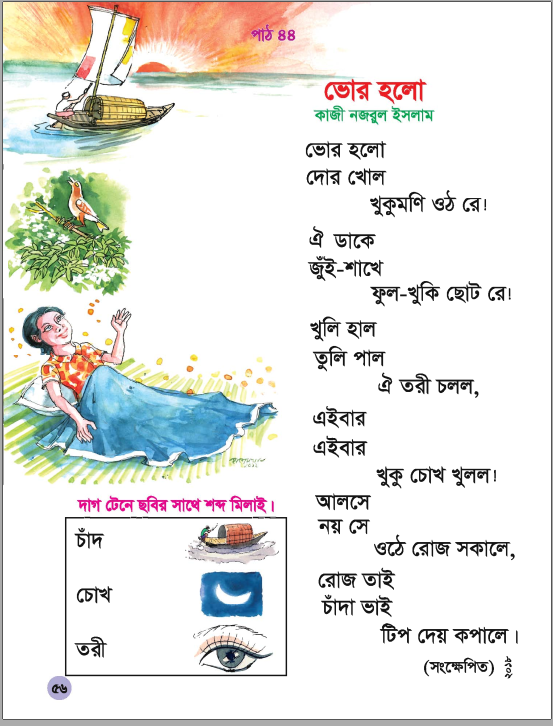 পাঠ ৪৪
ভোর হলো
কাজী নজরুল ইসলাম
ভোর হলো
দোর খোল
খুকুমণি ওঠ রে!
ঐ ডাকে
জুঁই-শাখে
ফুল-খুকি ছোট রে!
খুলি হাল
তুলি পাল
ঐ তরী চলল,
এইবার
এইবার
খুকু চোখ খুলল!
আলসে
নয় সে
ওঠে রোজ সকালে,
রোজ তাই
চাঁদা ভাই
টিপ দেয় কপালে।
(সংক্ষেপিত)
দাগ টেনে ছবির সাথে শব্দ মিলাই।
চাঁদ
চোখ
তরী
৫৬